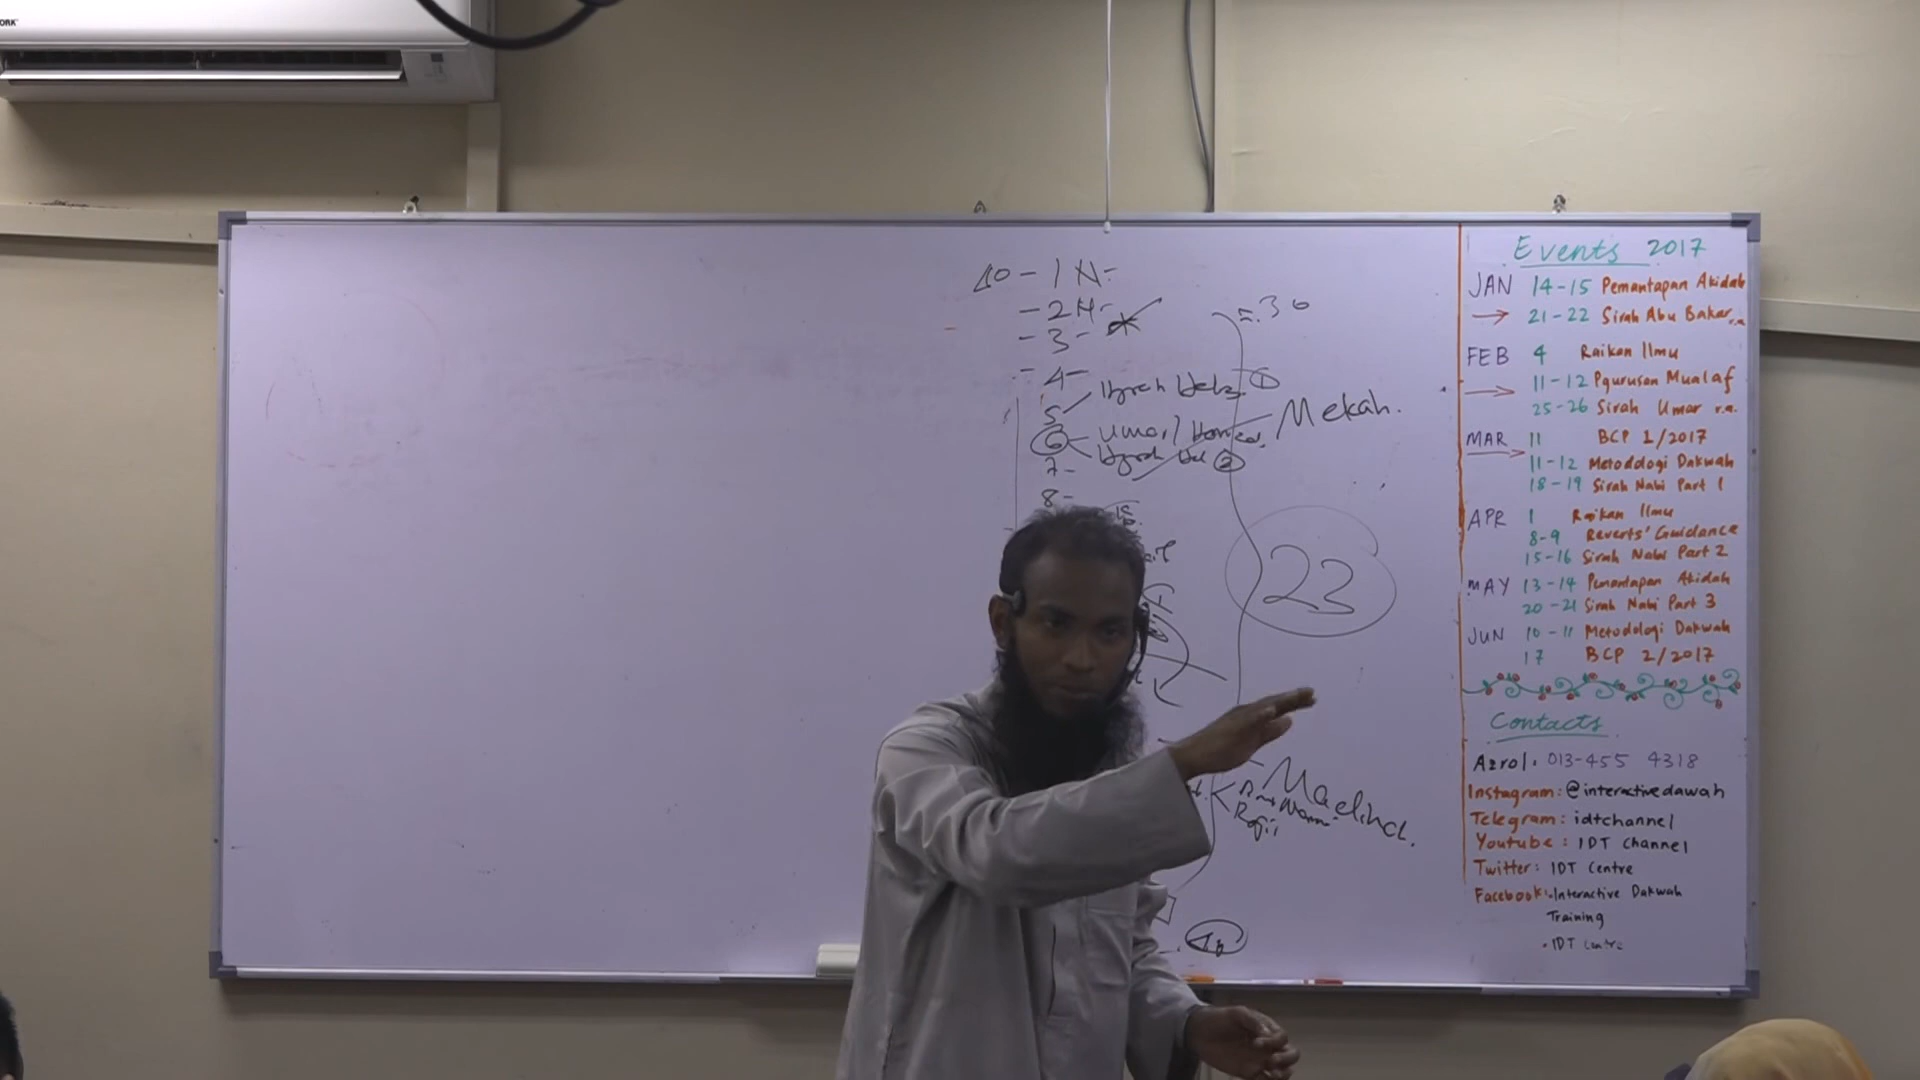 40 - 1 N-
- 2 H-
- 3 -
- 4 -
5
6 - Umar / Hamzah.
7 -
8 -
= 30
1
2
Mekah.
23
Madinah.
Events 2017
JAN 14-15 Pemantapan Akidah
→ 21-22 Sirah Abu Bakar r.a
FEB 4 Raikan Ilmu
→ 11-12 Pgurusan Mualaf
25-26 Sirah Umar r.a.
MAR 11 BCP 1/2017
→ 11-12 Metodologi Dakwah
18-19 Sirah Nabi Part 1
APR 1 Raikan Ilmu
8-9 Reverts' Guidance
15-16 Sirah Nabi Part 2
MAY 13-14 Pemantapan Akidah
20-21 Sirah Nabi Part 3
JUN 10-11 Metodologi Dakwah
17 BCP 2/2017
Contacts
Azrol: 013-455 4318
Instagram: @interactivedawah
Telegram: idtchannel
Youtube: IDT Channel
Twitter: IDT Centre
Facebook: • Interactive Dakwah
Training
• IDT Centre